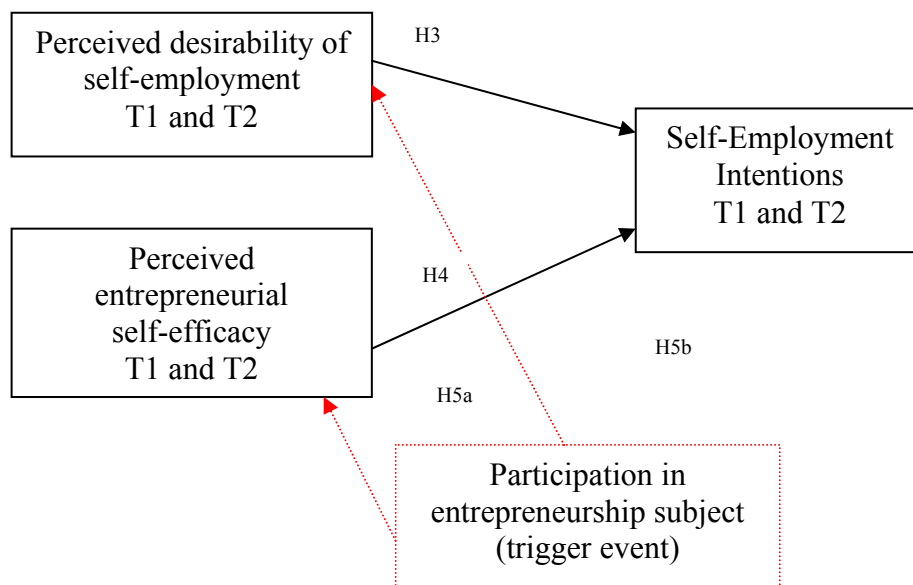 Perceived desirability of
self-employment
T1 and T2
H3
Self-Employment
Intentions
T1 and T2
Perceived
entrepreneurial
self-efficacy
T1 and T2
H4
H5b
H5a
Participation in
entrepreneurship subject
(trigger event)